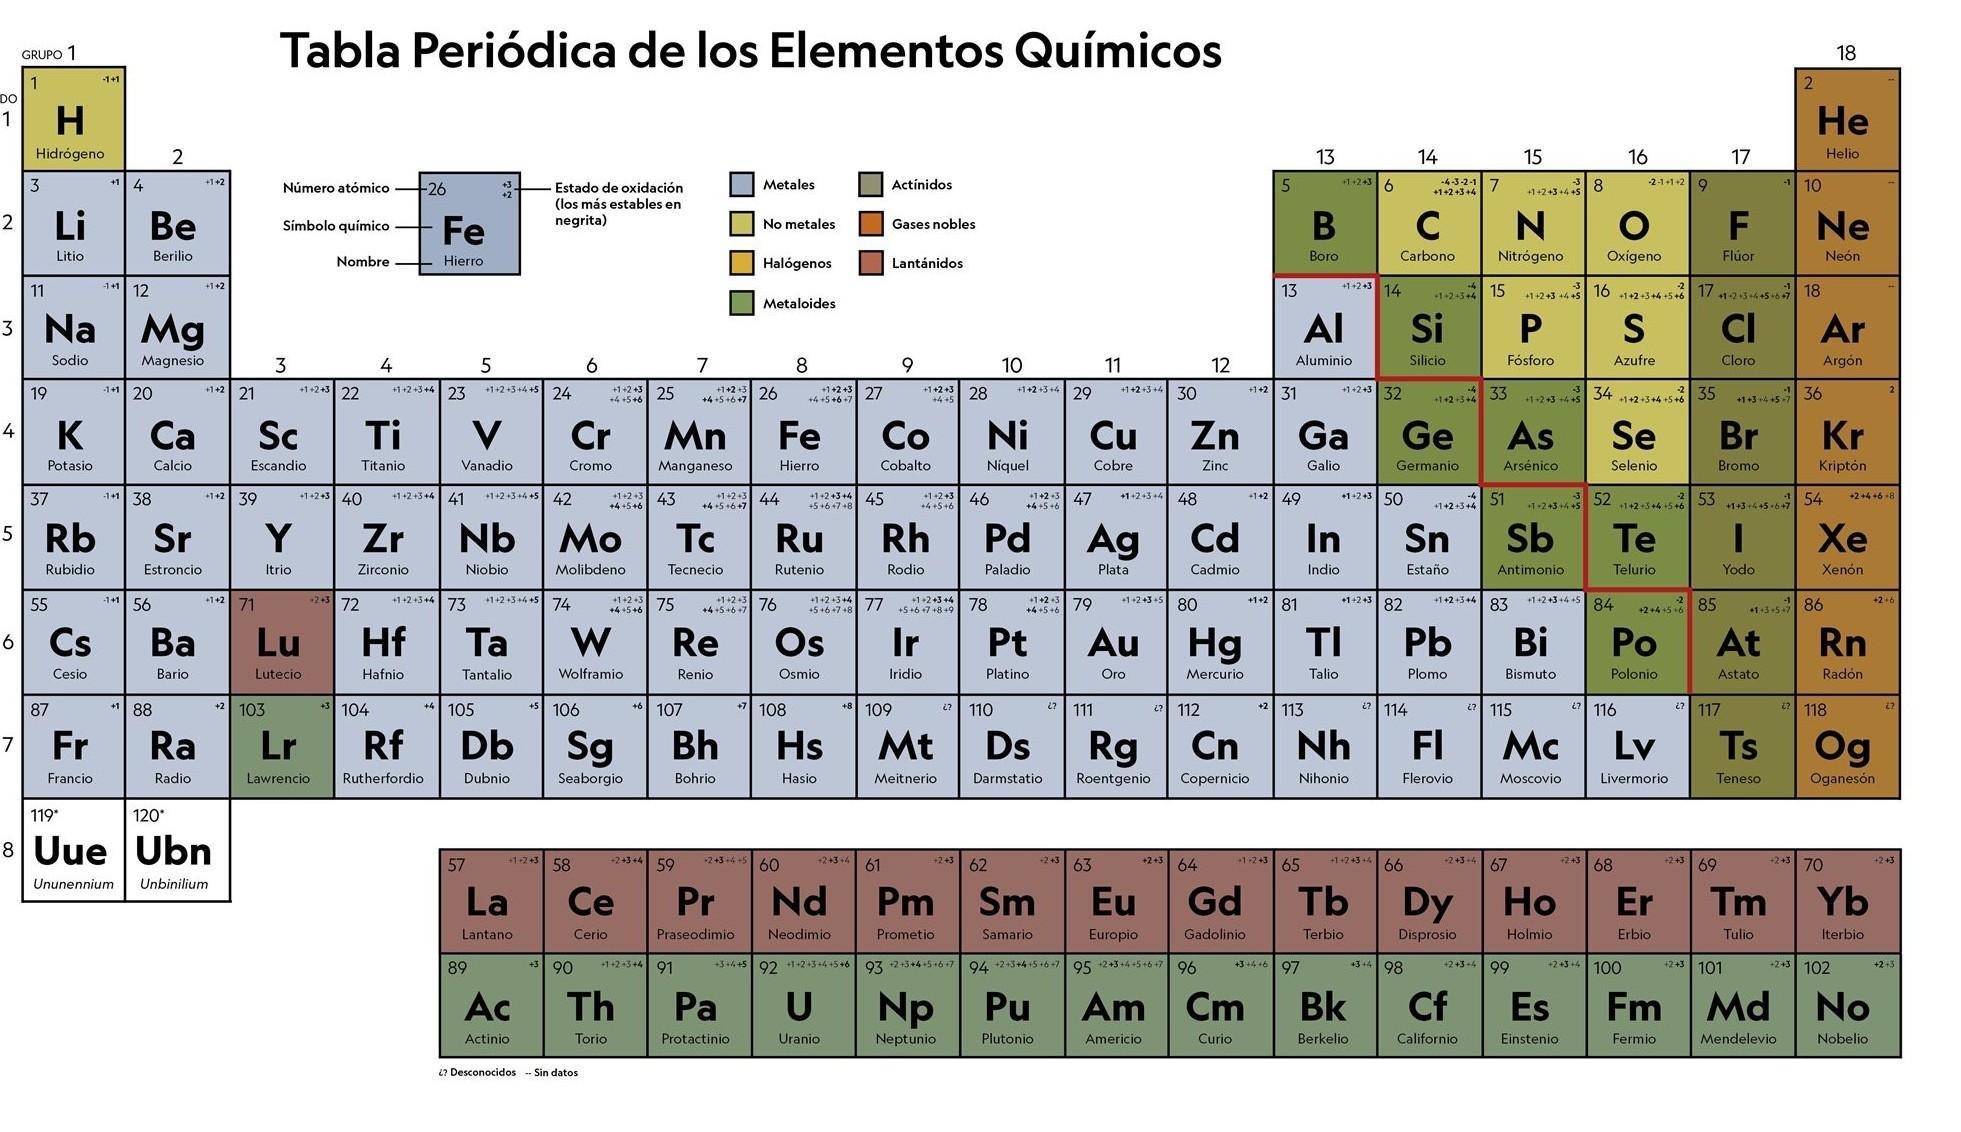 Tabla Periódica de los Elementos Químicos
GRUPO 1
18
DO
1
1 -1+1
H
Hidrógeno
2 --
He
Helio
2
13 14 15 16 17
Número atómico
Símbolo químico
Nombre
26 +3
+2
Fe
Hierro
Estado de oxidación
(los más estables en
negrita)
Metales
No metales
Halógenos
Metaloides
Actínidos
Gases nobles
Lantánidos
2
3 +1 4 +1+2 5 +1+2+3 6 -4-3-2-1 7 -3 8 -2-1+1+2 9 -1 10 --
+1+2+3+4 +1+2+3+4+5
Li Be B C N O F Ne
Litio Berilio Boro Carbono Nitrógeno Oxígeno Flúor Neón
3
11 -1+1 12 +1+2 13 +1+2+3 14 -4 15 -3 16 -2 17 18 --
+1+2+3+4 +1+2+3+4+5 +1+2+3+4+5+6 +1+2+3+4+5+6+7
Na Mg Al Si P S Cl Ar
Sodio Magnesio Aluminio Silicio Fósforo Azufre Cloro Argón
3 4 5 6 7 8 9 10 11 12
4
19 -1+1 20 +1+2 21 +1+2+3 22 +1+2+3+4 23 +1+2+3+4+5 24 +1+2+3 25 +1+2+3 26 +1+2+3 27 +1+2+3 28 +1+2+3+4 29 +1+2+3+4 30 +1+2 31 +1+2+3 32 -4 33 -3 34 -2 35 -1 36 2
+4+5+6 +4+5+6+7 +4+5+6+7 +4+5 +1+2+3+4 +1+2+3+4+5 +1+2+3+4+5+6 +1+3+4+5+7
K Ca Sc Ti V Cr Mn Fe Co Ni Cu Zn Ga Ge As Se Br Kr
Potasio Calcio Escandio Titanio Vanadio Cromo Manganeso Hierro Cobalto Níquel Cobre Zinc Galio Germanio Arsénico Selenio Bromo Kriptón
5
37 -1+1 38 +1+2 39 +1+2+3 40 +1+2+3+4 41 +1+2+3+4+5 42 +1+2+3 43 +1+2+3 44 +1+2+3+4 45 +1+2+3 46 +1+2+3 47 +1+2+3+4 48 +1+2 49 +1+2+3 50 -4 51 -3 52 -2 53 -1 54 +2+4+6+8
+4+5+6 +4+5+6+7 +5+6+7+8 +4+5+6 +4+5+6 +1+2+3+4 +1+2+3+4+5 +1+2+3+4+5+6 +1+3+4+5+6+7
Rb Sr Y Zr Nb Mo Tc Ru Rh Pd Ag Cd In Sn Sb Te I Xe
Rubidio Estroncio Itrio Zirconio Niobio Molibdeno Tecnecio Rutenio Rodio Paladio Plata Cadmio Indio Estaño Antimonio Telurio Yodo Xenón
6
55 -1+1 56 +1+2 71 +2+3 72 +1+2+3+4 73 +1+2+3+4+5 74 +1+2+3 75 +1+2+3 76 +1+2+3+4 77 +1+2+3+4 78 +1+2+3 79 +1+2+3+5 80 +1+2 81 +1+2+3 82 +1+2+3+4 83 +1+2+3+4+5 84 -2 85 -1 86 +2+6
+4+5+6 +4+5+6+7 +5+6+7+8 +5+6+7+8+9 +4+5+6 +2+4+5+6 +1+3+5+7
Cs Ba Lu Hf Ta W Re Os Ir Pt Au Hg Tl Pb Bi Po At Rn
Cesio Bario Lutecio Hafnio Tantalio Wolframio Renio Osmio Iridio Platino Oro Mercurio Talio Plomo Bismuto Polonio Astato Radón
7
87 +1 88 +2 103 +3 104 +4 105 +5 106 +6 107 +7 108 +8 109 ¿? 110 ¿? 111 ¿? 112 +2 113 ¿? 114 ¿? 115 ¿? 116 ¿? 117 ¿? 118 ¿?
Fr Ra Lr Rf Db Sg Bh Hs Mt Ds Rg Cn Nh Fl Mc Lv Ts Og
Francio Radio Lawrencio Rutherfordio Dubnio Seaborgio Bohrio Hasio Meitnerio Darmstatio Roentgenio Copernicio Nihonio Flerovio Moscovio Livermorio Teneso Oganesón
8
119* 120*
Uue Ubn
Ununennium Unbinilium
57 +1+2+3 58 +2+3+4 59 +2+3+4+5 60 +2+3+4 61 +2+3 62 +2+3 63 +2+3 64 +1+2+3 65 +1+2+3+4 66 +2+3+4 67 +2+3 68 +2+3 69 +2+3 70 +2+3
La Ce Pr Nd Pm Sm Eu Gd Tb Dy Ho Er Tm Yb
Lantano Cerio Praseodimio Neodimio Prometio Samario Europio Gadolinio Terbio Disprosio Holmio Erbio Tulio Iterbio
89 +3 90 +1+2+3+4 91 +3+4+5 92 +1+2+3+4+5+6 93 +2+3+4+5+6+7 94 +2+3+4+5+6+7 95 +2+3+4+5+6+7 96 +3+4+6 97 +3+4 98 +2+3+4 99 +2+3+4 100 +2+3 101 +2+3 102 +2+3
Ac Th Pa U Np Pu Am Cm Bk Cf Es Fm Md No
Actinio Torio Protactinio Uranio Neptunio Plutonio Americio Curio Berkelio Californio Einstenio Fermio Mendelevio Nobelio
¿? Desconocidos -- Sin datos